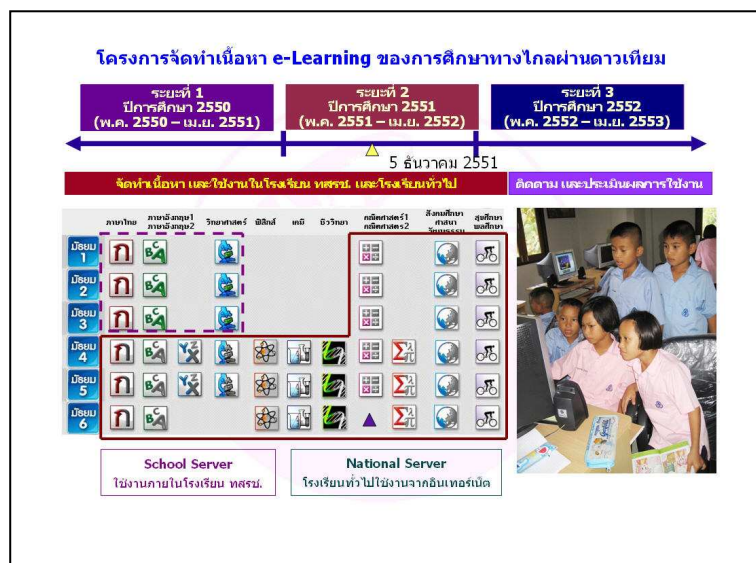 โครงการจัดทำเนื้อหา e-Learning ของการศึกษาทางไกลผ่านดาวเทียม
ระยะที่ 1
ปีการศึกษา 2550
(พ.ค. 2550 – เม.ย. 2551)
ระยะที่ 2
ปีการศึกษา 2551
(พ.ค. 2551 – เม.ย. 2552)
ระยะที่ 3
ปีการศึกษา 2552
(พ.ค. 2552 – เม.ย. 2553)
5 ธันวาคม 2551
จัดทำเนื้อหา และใช้งานในโรงเรียน ทสรช. และโรงเรียนทั่วไป
ติดตาม และประเมินผลการใช้งาน
ภาษาไทย
ภาษาอังกฤษ1
ภาษาอังกฤษ2
วิทยาศาสตร์
ฟิสิกส์
เคมี
ชีววิทยา
คณิตศาสตร์1
คณิตศาสตร์2
สังคมศึกษา
ศาสนา
วัฒนธรรม
สุขศึกษา
พลศึกษา
มัธยม
1
มัธยม
2
มัธยม
3
มัธยม
4
มัธยม
5
มัธยม
6
School Server
ใช้งานภายในโรงเรียน ทสรช.
National Server
โรงเรียนทั่วไปใช้งานจากอินเทอร์เน็ต